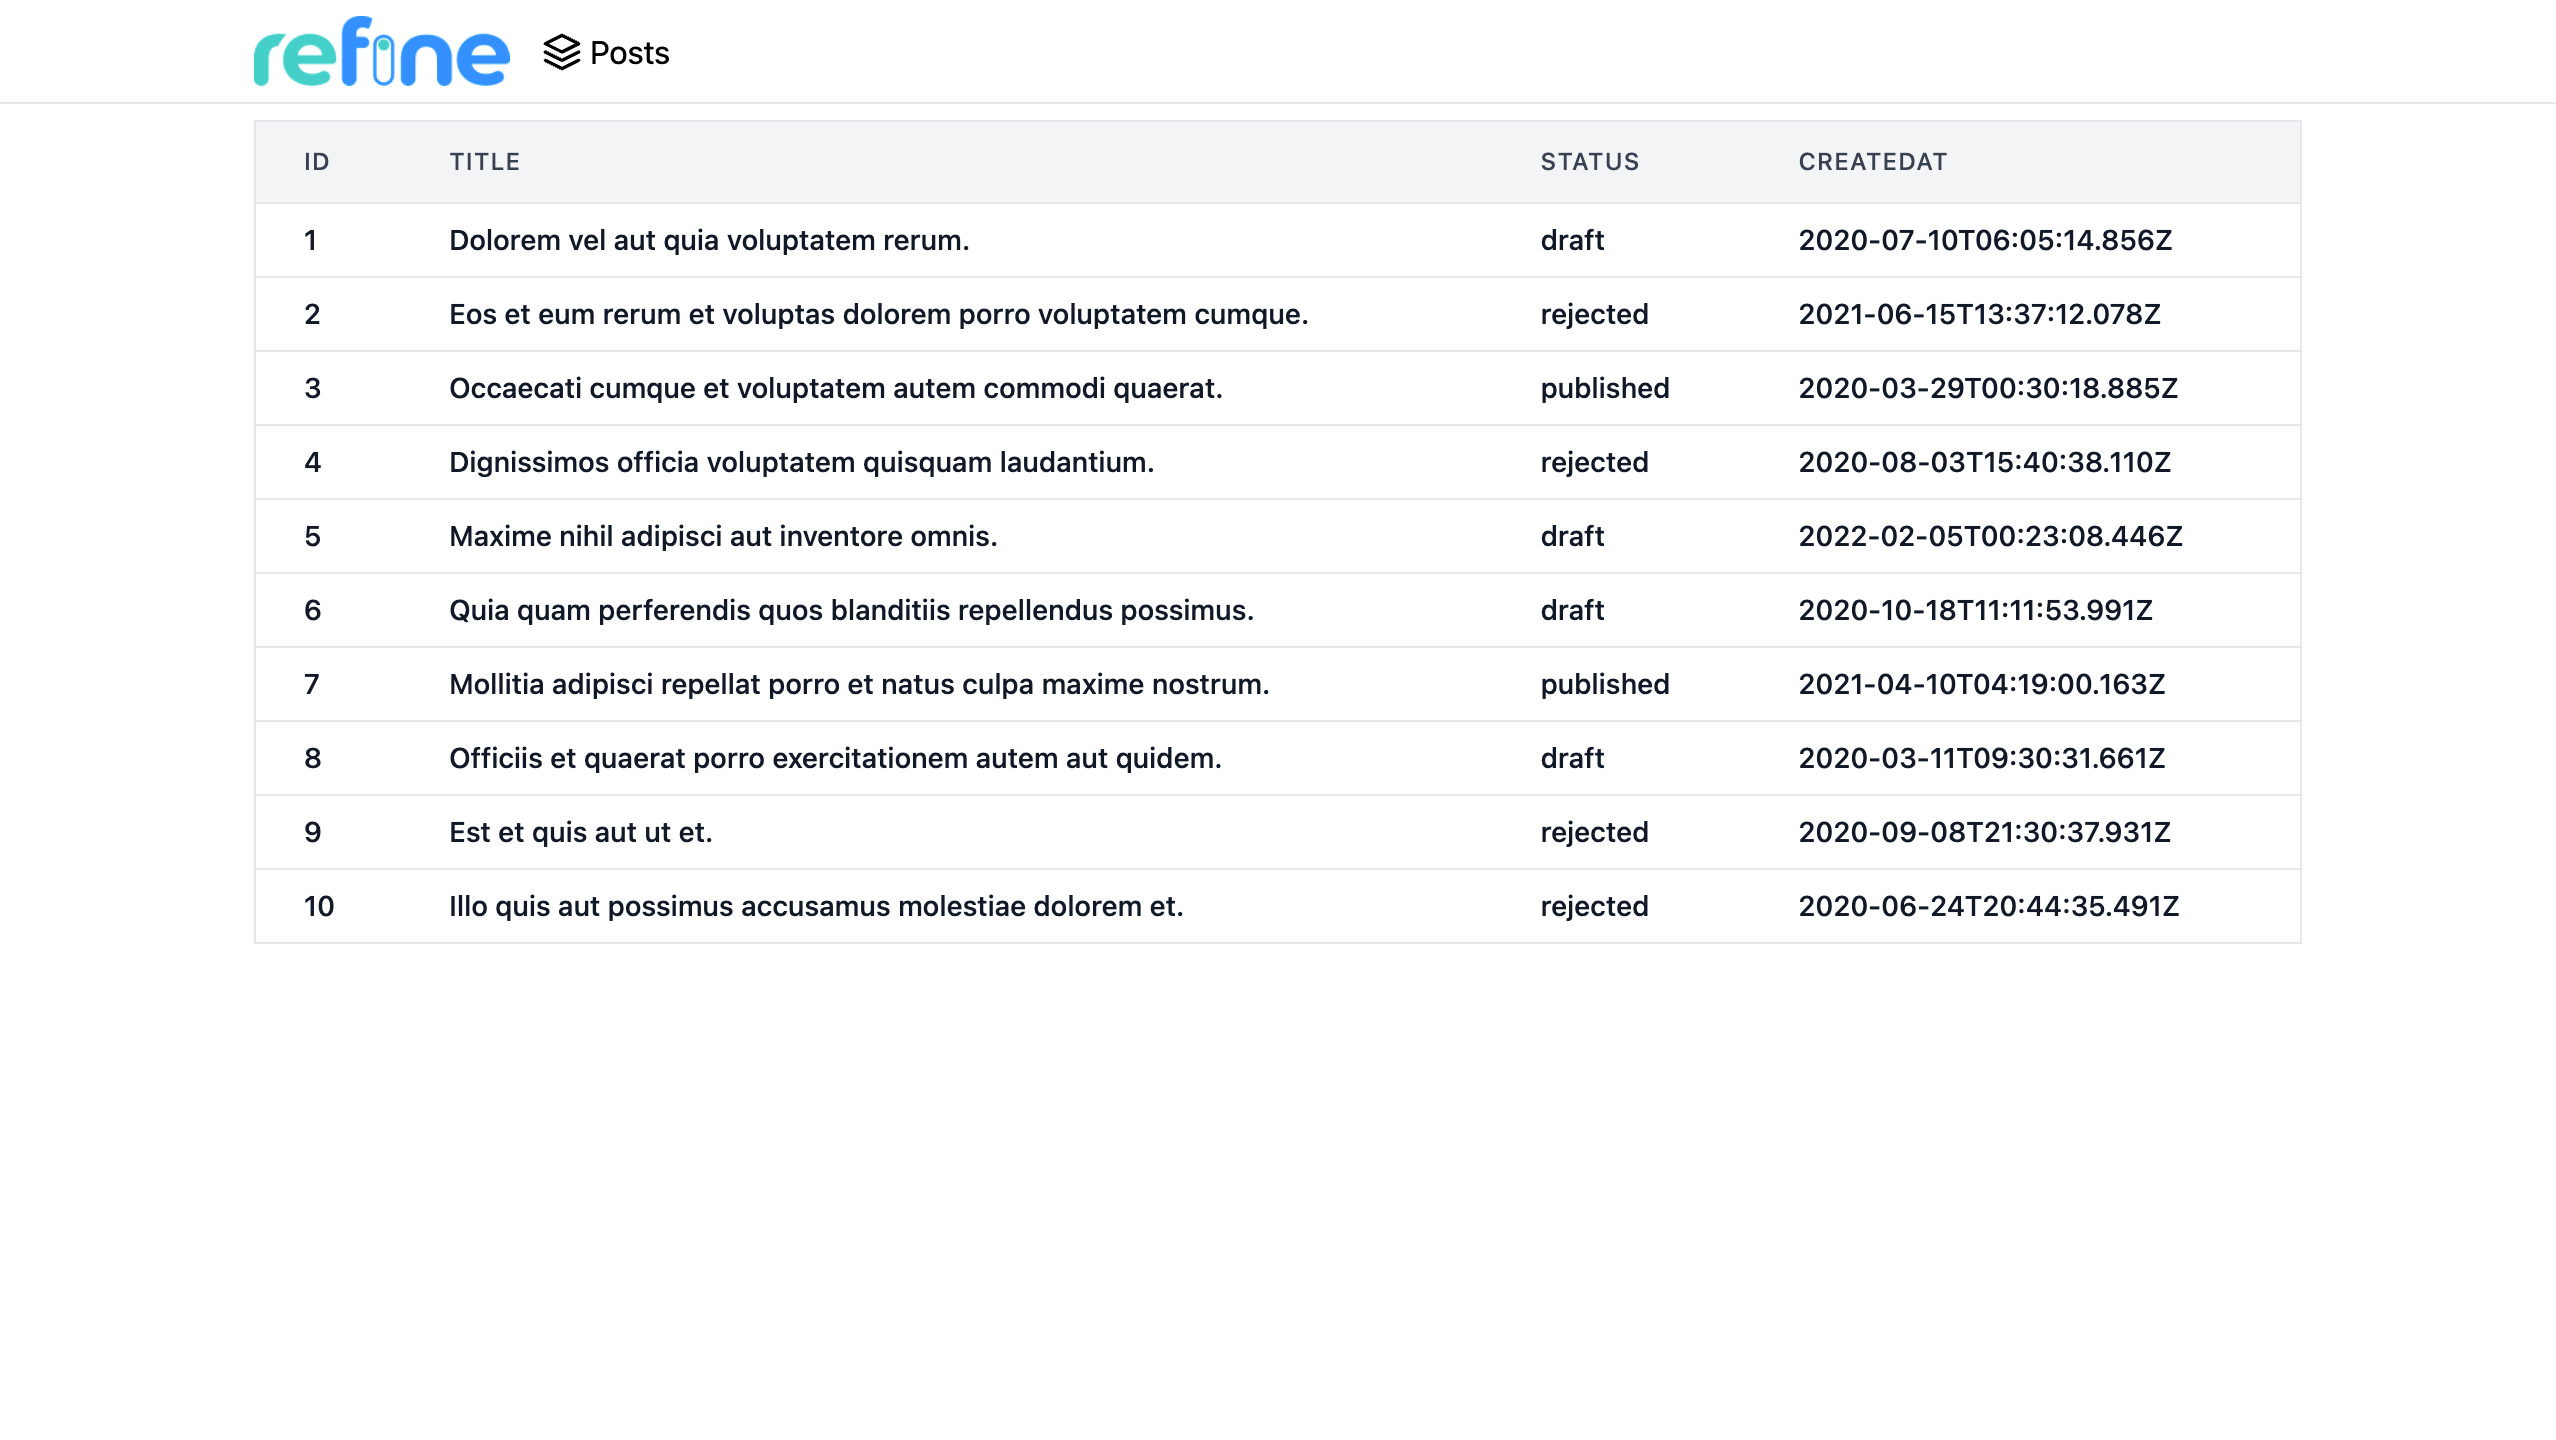 refine Posts
ID TITLE STATUS CREATEDAT
1 Dolorem vel aut quia voluptatem rerum. draft 2020-07-10T06:05:14.856Z
2 Eos et eum rerum et voluptas dolorem porro voluptatem cumque. rejected 2021-06-15T13:37:12.078Z
3 Occaecati cumque et voluptatem autem commodi quaerat. published 2020-03-29T00:30:18.885Z
4 Dignissimos officia voluptatem quisquam laudantium. rejected 2020-08-03T15:40:38.110Z
5 Maxime nihil adipisci aut inventore omnis. draft 2022-02-05T00:23:08.446Z
6 Quia quam perferendis quos blanditiis repellendus possimus. draft 2020-10-18T11:11:53.991Z
7 Mollitia adipisci repellat porro et natus culpa maxime nostrum. published 2021-04-10T04:19:00.163Z
8 Officiis et quaerat porro exercitationem autem aut quidem. draft 2020-03-11T09:30:31.661Z
9 Est et quis aut ut et. rejected 2020-09-08T21:30:37.931Z
10 Illo quis aut possimus accusamus molestiae dolorem et. rejected 2020-06-24T20:44:35.491Z